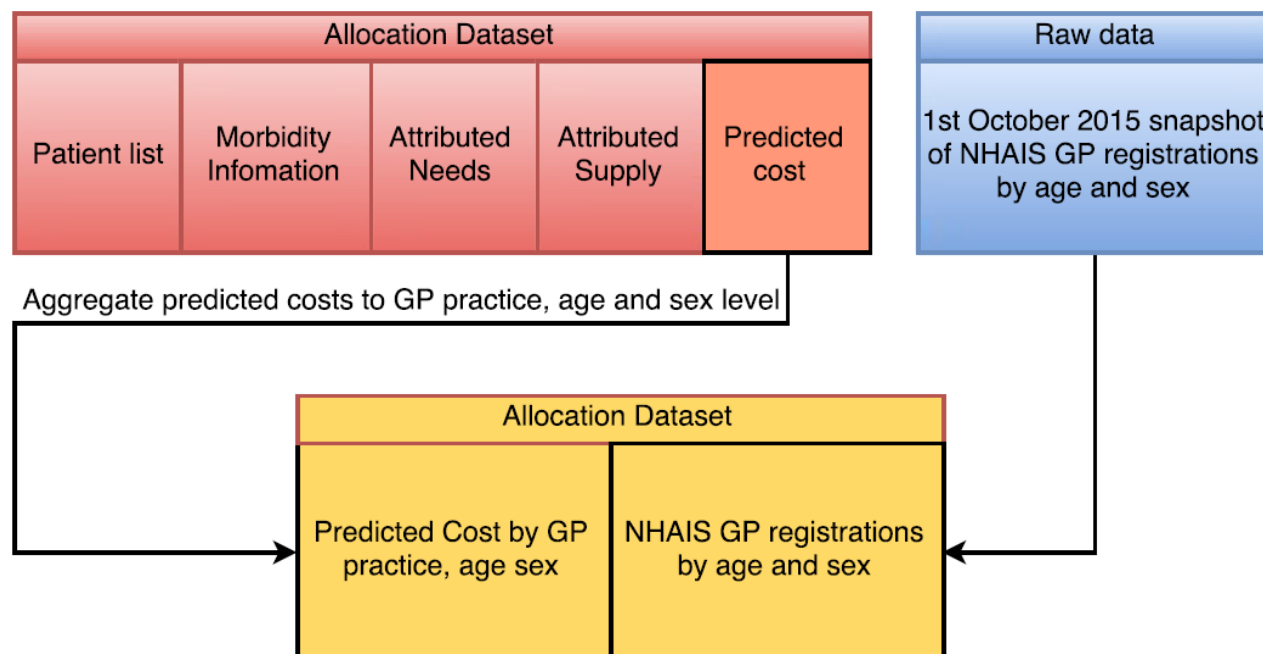 Allocation Dataset
Raw data
Patient list
Morbidity
Infomation
Attributed
Needs
Attributed
Supply
Predicted
cost
1st October 2015 snapshot
of NHAIS GP registrations
by age and sex
Aggregate predicted costs to GP practice, age and sex level
Allocation Dataset
Predicted Cost by GP
practice, age sex
NHAIS GP registrations
by age and sex